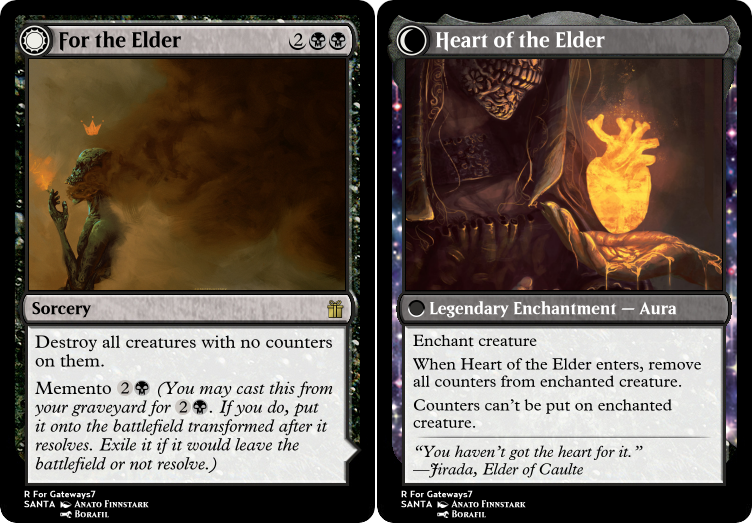 For the Elder 2
Sorcery
Destroy all creatures with no counters
on them.
Memento 2 (You may cast this from
your graveyard for 2 . If you do, put
it onto the battlefield transformed after it
resolves. Exile it if it would leave the
battlefield or not resolve.)
R For Gateways7
SANTA Anato Finnstark
Borafil
Heart of the Elder
Legendary Enchantment — Aura
Enchant creature
When Heart of the Elder enters, remove
all counters from enchanted creature.
Counters can't be put on enchanted
creature.
"You haven't got the heart for it."
—Jirada, Elder of Caulte
R For Gateways7
SANTA Anato Finnstark
Borafil